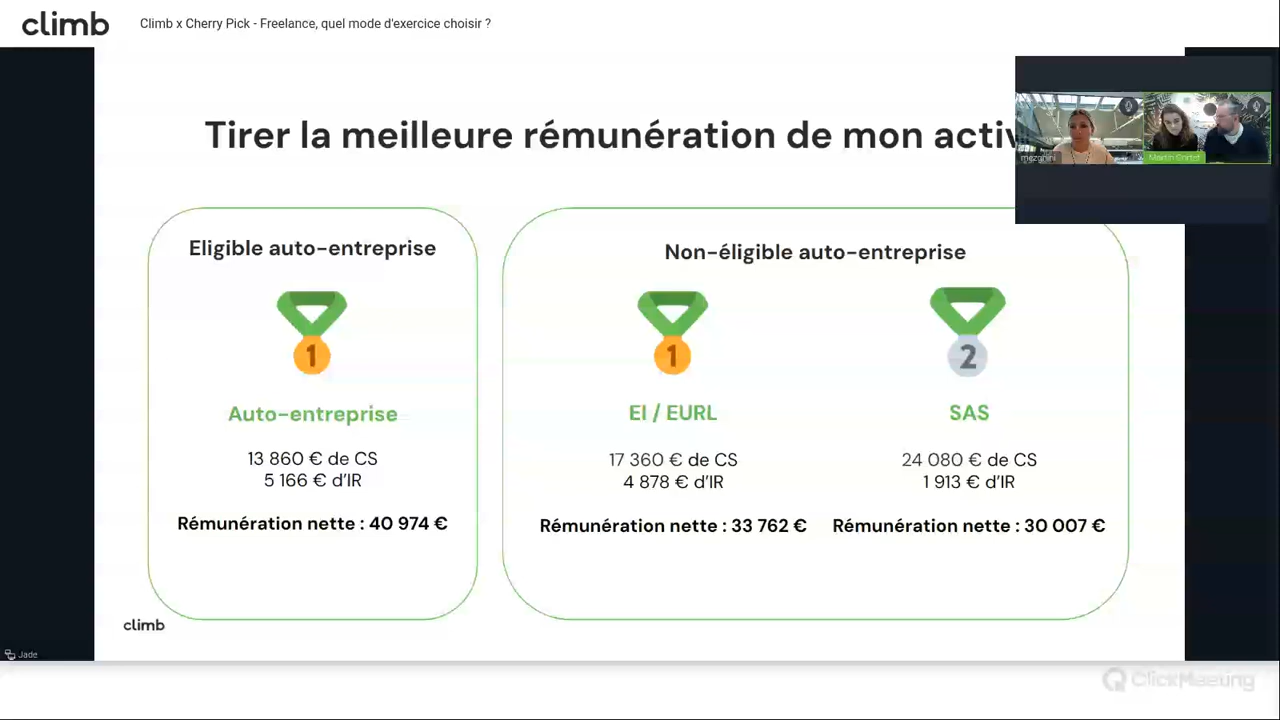 climb
Climb x Cherry Pick - Freelance, quel mode d'exercice choisir ?
Tirer la meilleure rémunération de mon activ
mezghini
Martin Grittet
Eligible auto-entreprise
1
Auto-entreprise
13 860 € de CS
5 166 € d'IR
Rémunération nette : 40 974 €
Non-éligible auto-entreprise
1
EI / EURL
17 360 € de CS
4 878 € d'IR
Rémunération nette : 33 762 €
2
SAS
24 080 € de CS
1 913 € d'IR
Rémunération nette : 30 007 €
climb
Jade
ClickMeeting